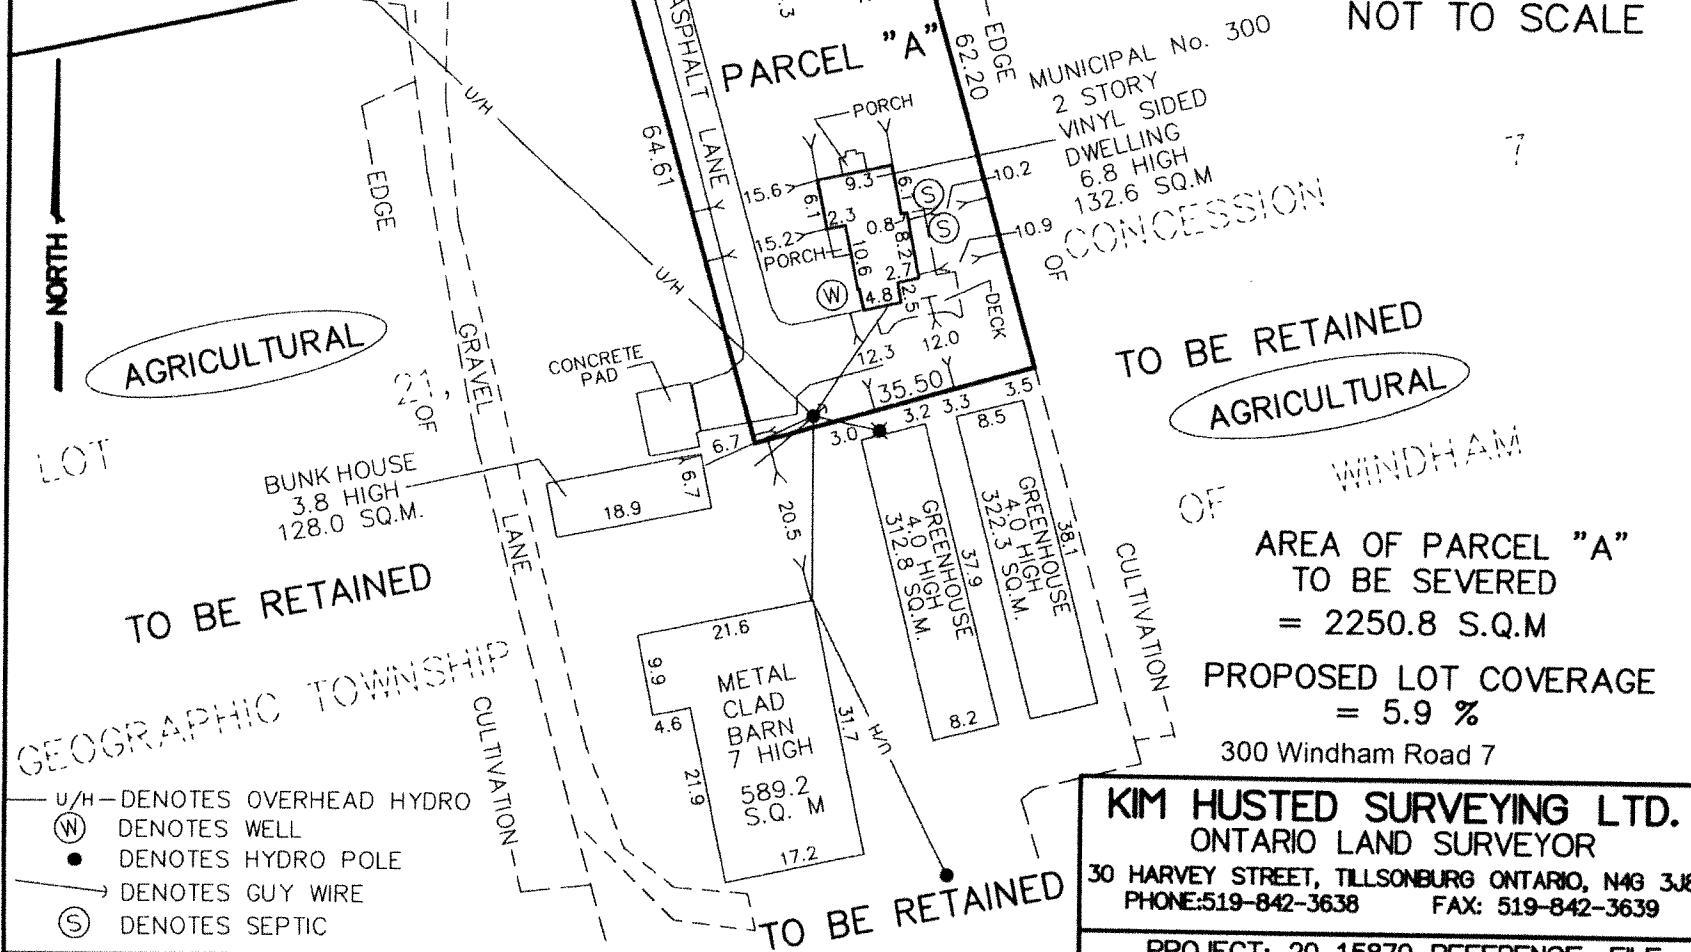 NOT TO SCALE
ASPHALT LANE
PARCEL "A"
EDGE
62.20
MUNICIPAL No. 300
2 STORY
VINYL SIDED
DWELLING
6.8 HIGH
132.6 SQ.M
U/H
PORCH
64.61
7
EDGE
15.6
9.3
6.1
6.1
S
10.2
2.3
0.8
S
15.2
PORCH
10.6
8.2
2.7
10.9
OF
CONCESSION
NORTH
U/H
W
4.8
2.5
DECK
12.3
12.0
AGRICULTURAL
GRAVEL
LANE
CONCRETE
PAD
TO BE RETAINED
AGRICULTURAL
21,
OF
35.50
3.5
LOT
6.7
3.0
3.2
3.3
8.5
WINDHAM
OF
BUNK HOUSE
3.8 HIGH
128.0 SQ.M.
6.7
18.9
20.5
GREENHOUSE
4.0 HIGH
312.8 SQ.M.
37.9
8.2
GREENHOUSE
4.0 HIGH
322.3 SQ.M.
38.1
CULTIVATION
AREA OF PARCEL "A"
TO BE SEVERED
= 2250.8 S.Q.M
PROPOSED LOT COVERAGE
= 5.9 %
300 Windham Road 7
TO BE RETAINED
GEOGRAPHIC TOWNSHIP
CULTIVATION
21.6
9.9
4.6
21.9
METAL
CLAD
BARN
7 HIGH
589.2
S.Q. M
31.7
17.2
U/H
U/H DENOTES OVERHEAD HYDRO
W DENOTES WELL
DENOTES HYDRO POLE
DENOTES GUY WIRE
S DENOTES SEPTIC
TO BE RETAINED
KIM HUSTED SURVEYING LTD.
ONTARIO LAND SURVEYOR
30 HARVEY STREET, TILLSONBURG ONTARIO, N4G 3J8
PHONE:519-842-3638 FAX: 519-842-3639
PROJECT: 20-15870 REFERENCE: FILE